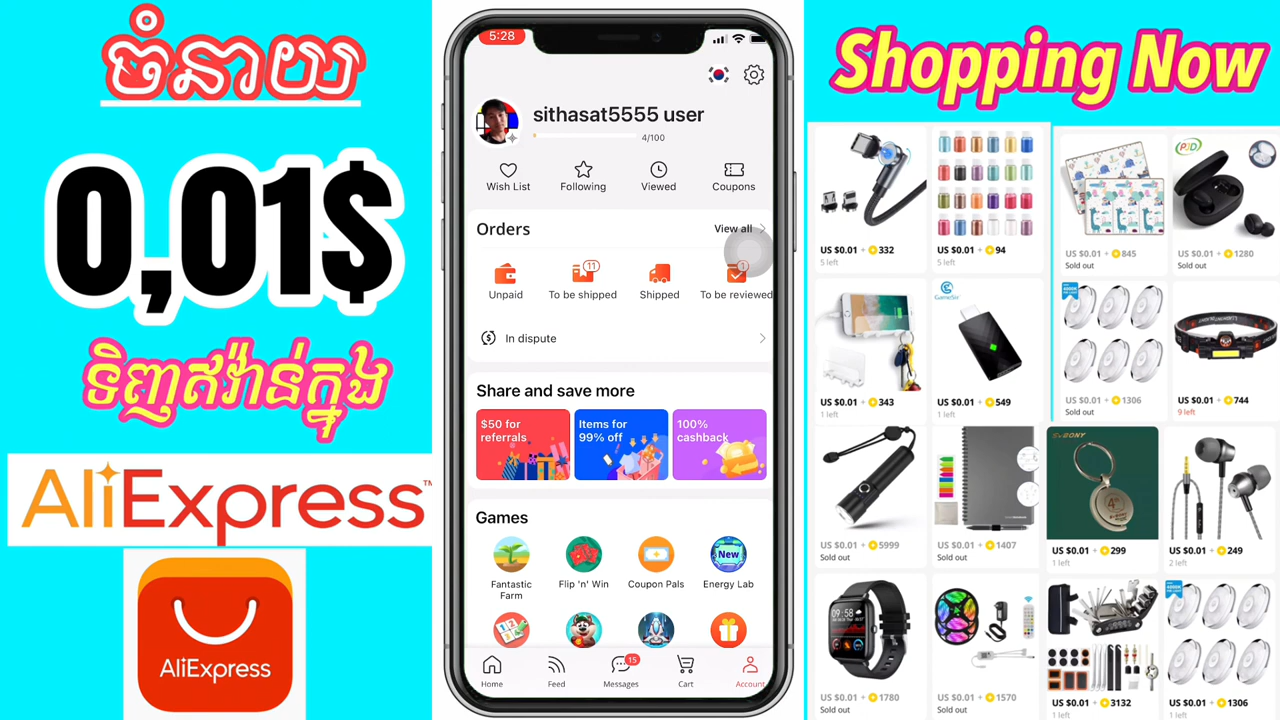 ចំនាយ
0,01$
ទិញឥវ៉ាន់ក្នុង
AliExpress™
AliExpress
5:28
sithasat5555 user
4/100
Wish List
Following
Viewed
Coupons
Orders
View all
11
1
Unpaid
To be shipped
Shipped
To be reviewed
In dispute
Share and save more
$50 for referrals
Items for 99% off
100% cashback
Games
New
Fantastic Farm
Flip 'n' Win
Coupon Pals
Energy Lab
15
Home
Feed
Messages
Cart
Account
Shopping Now
US $0.01 + 332
5 left
US $0.01 + 94
5 left
US $0.01 + 845
Sold out
US $0.01 + 1280
US $0.01 + 343
1 left
GameSir
US $0.01 + 549
1 left
US $0.01 + 1306
Sold out
US $0.01 + 744
9 left
US $0.01 + 5999
Sold out
US $0.01 + 1407
Sold out
US $0.01 + 299
1 left
US $0.01 + 249
2 left
09:58
US $0.01 + 1780
Sold out
US $0.01 + 1570
Sold out
US $0.01 + 3132
1 left
US $0.01 + 1306
1 left